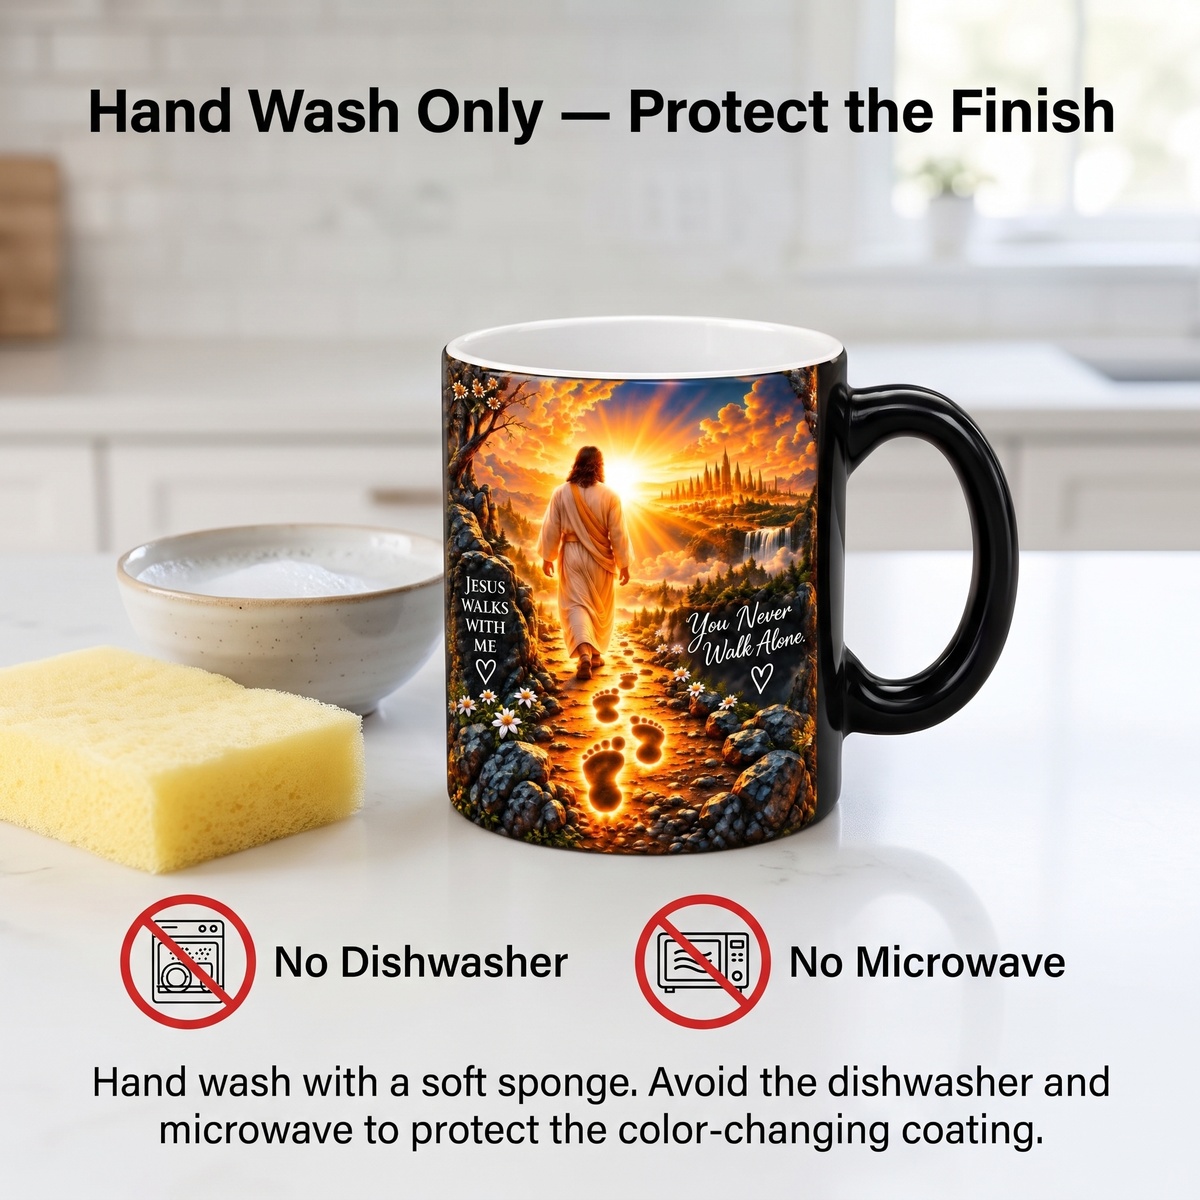 Hand Wash Only — Protect the Finish
JESUS
WALKS
WITH
ME
You Never
Walk Alone.
No Dishwasher
No Microwave
Hand wash with a soft sponge. Avoid the dishwasher and
microwave to protect the color-changing coating.